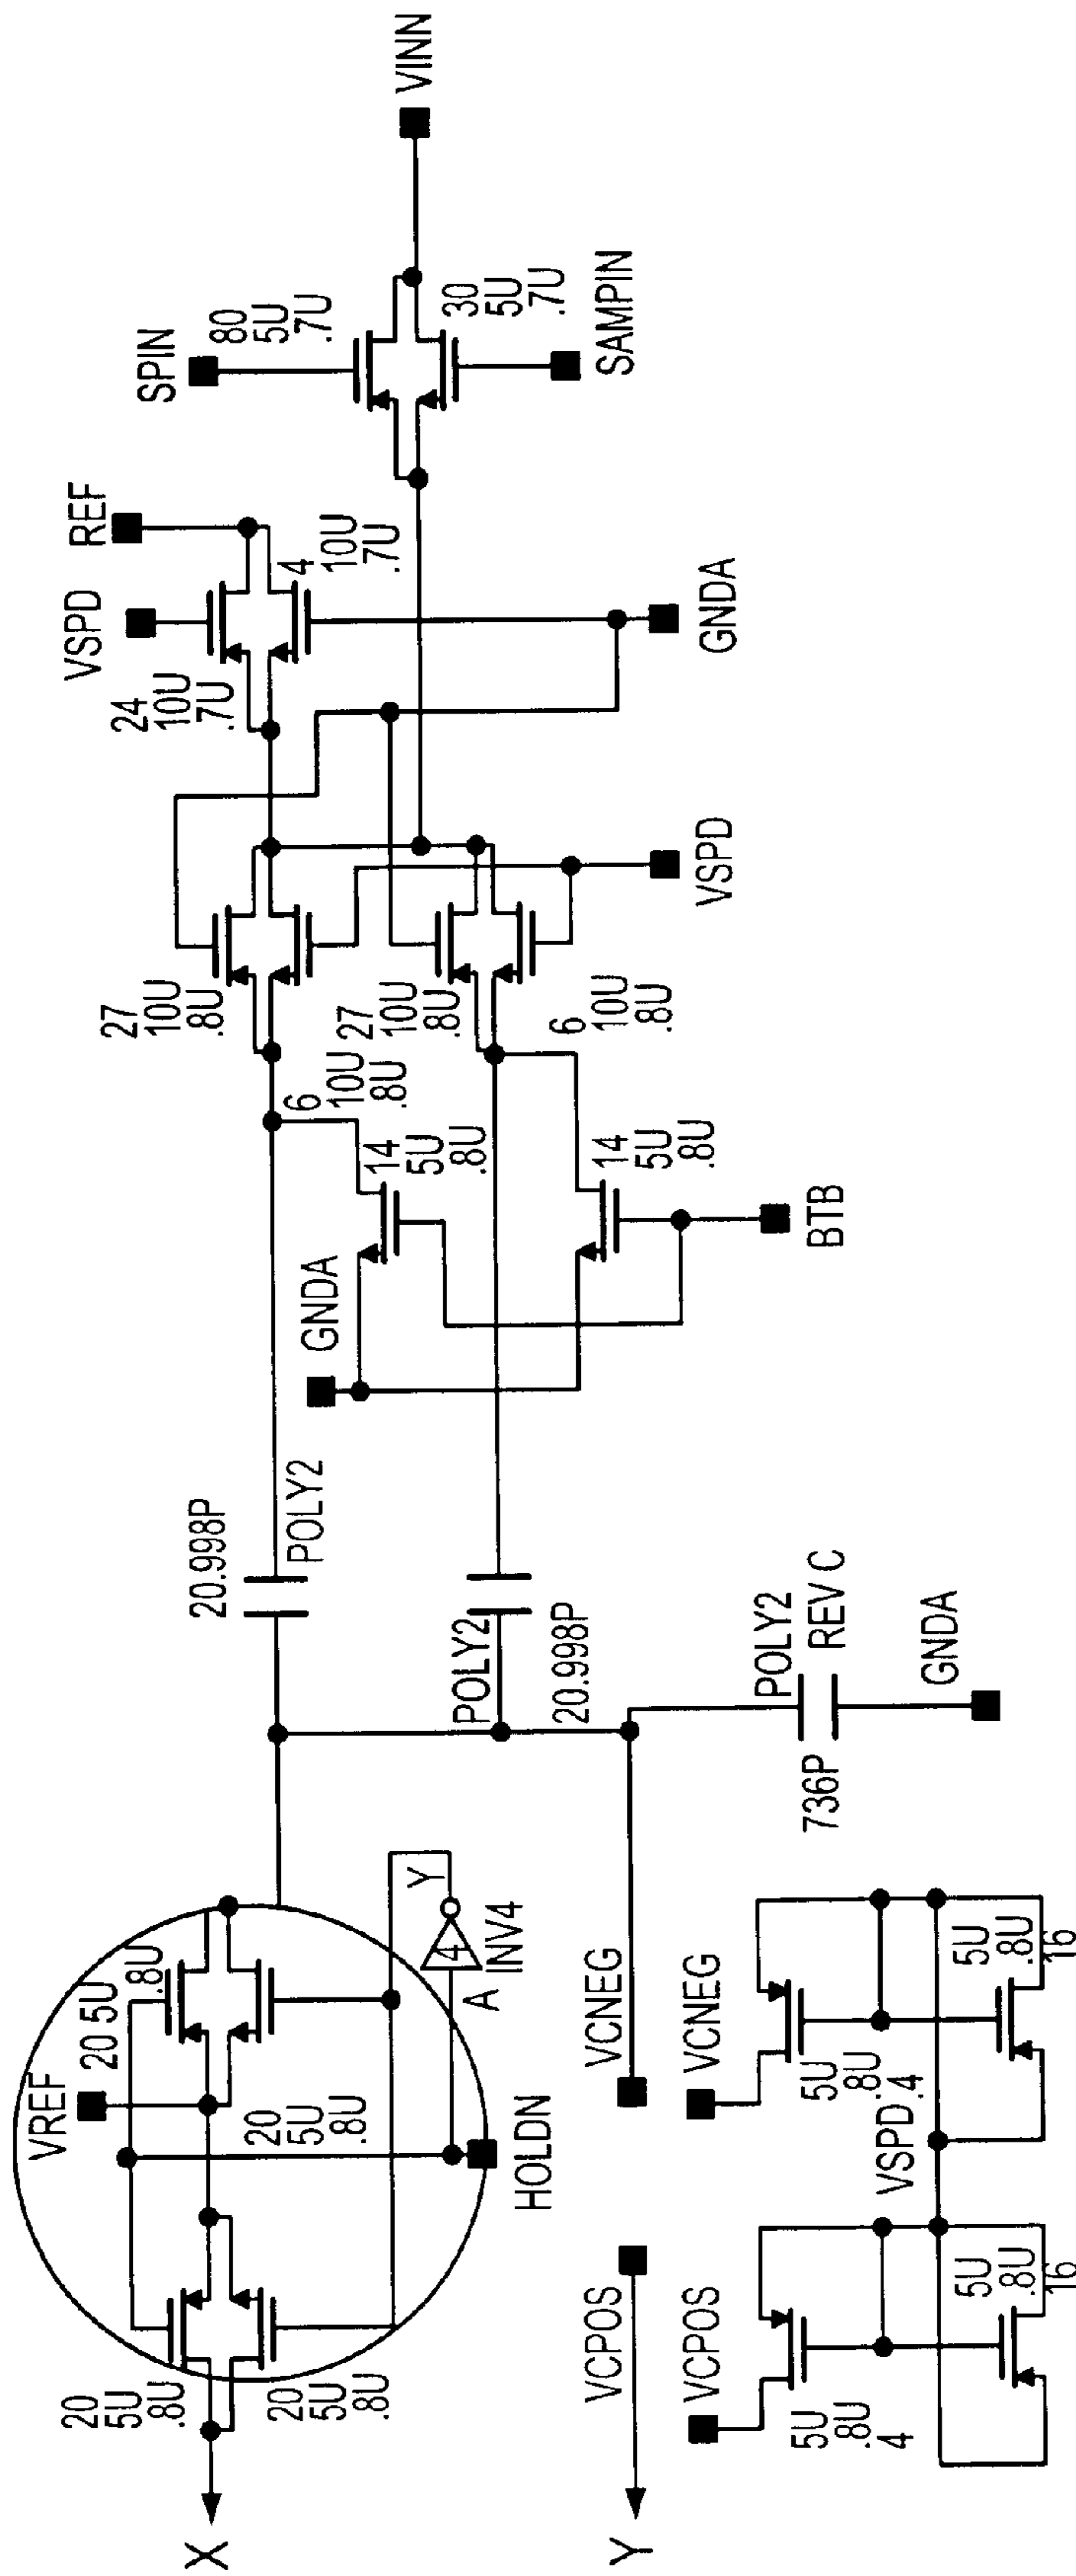 X
20
5U
.8U
20
5U
.8U
VREF
20 5U
.8U
20
5U
.8U
HOLDN
A
4
INV4
Y
20.998P
POLY2
POLY2
20.998P
GNDA
14
5U
.8U
14
5U
.8U
BTB
6
10U
.8U
27
10U
.8U
27
10U
.8U
6
10U
.8U
VSPD
24
10U
.7U
VSPD
REF
4
10U
.7U
GNDA
SPIN
80
5U
.7U
30
5U
.7U
SAMPIN
VINN
Y
VCPOS
VCNEG
736P
POLY2
REV C
GNDA
VCPOS
5U
.8U
4
5U
.8U
16
VCNEG
5U
.8U
.4
VSPD
5U
.8U
16